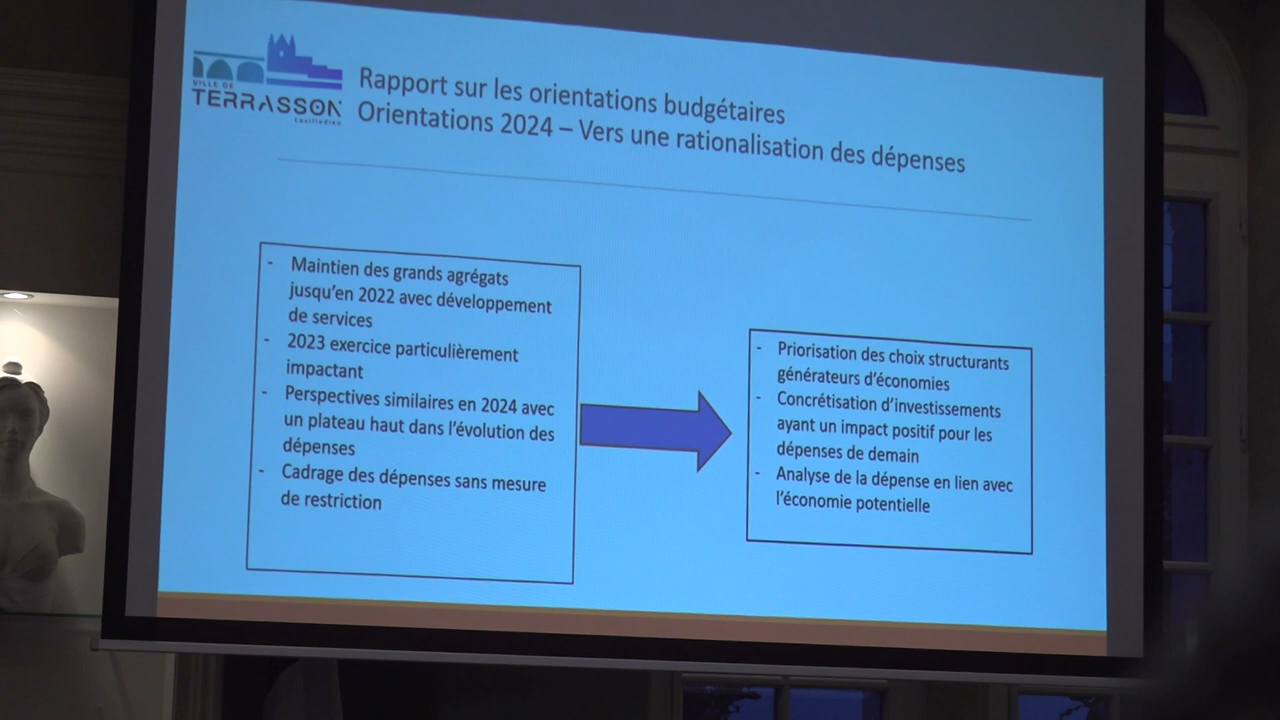 VILLE DE
TERRASSON
Lavilledieu
Rapport sur les orientations budgétaires
Orientations 2024 – Vers une rationalisation des dépenses
- Maintien des grands agrégats
jusqu'en 2022 avec développement
de services
- 2023 exercice particulièrement
impactant
- Perspectives similaires en 2024 avec
un plateau haut dans l'évolution des
dépenses
- Cadrage des dépenses sans mesure
de restriction
- Priorisation des choix structurants
générateurs d'économies
- Concrétisation d'investissements
ayant un impact positif pour les
dépenses de demain
- Analyse de la dépense en lien avec
l'économie potentielle